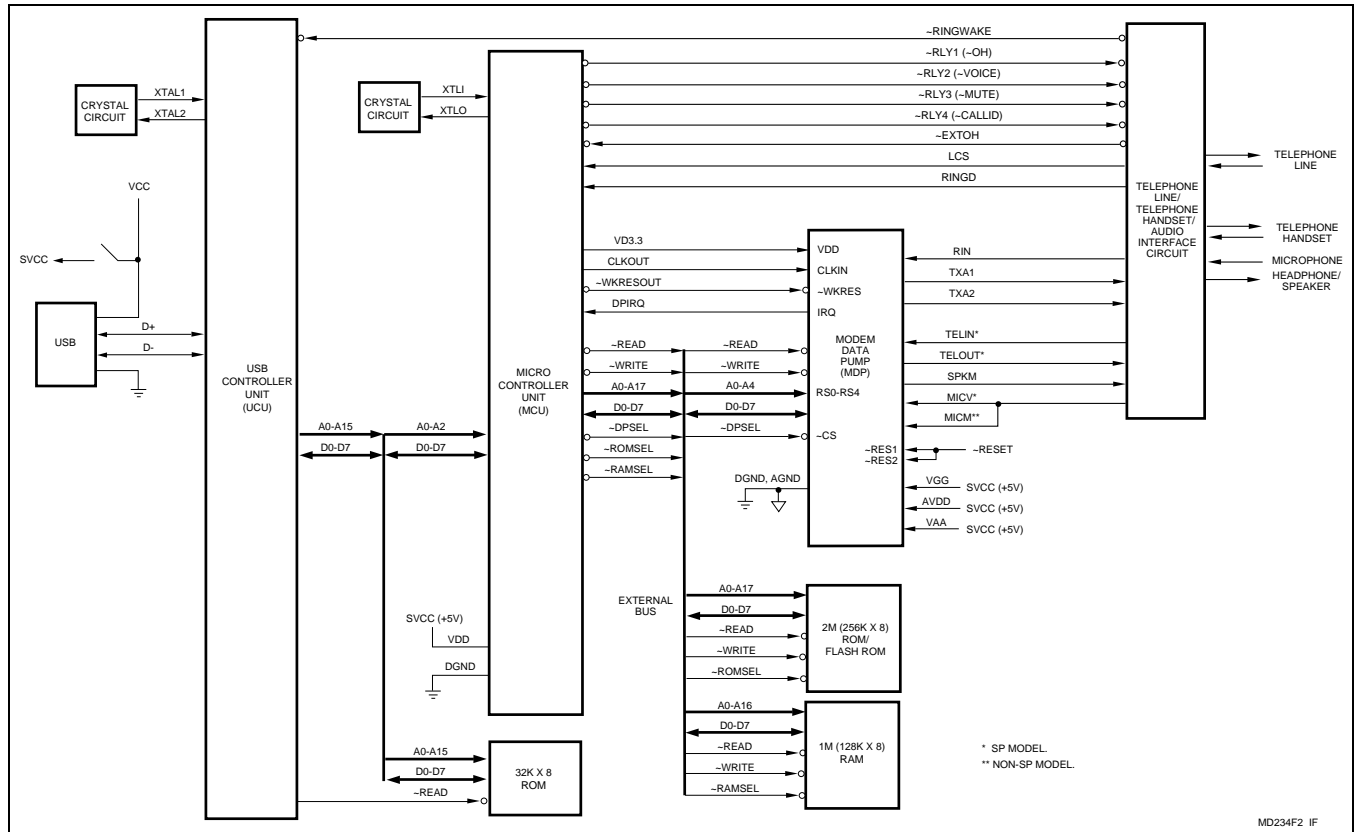 ~RINGWAKE
~RLY1 (~OH)
~RLY2 (~VOICE)
~RLY3 (~MUTE)
~RLY4 (~CALLID)
~EXTOH
LCS
RINGD
CRYSTAL
CIRCUIT
XTAL1
XTAL2
CRYSTAL
CIRCUIT
XTLI
XTLO
VCC
SVCC
USB
D+
D-
USB
CONTROLLER
UNIT
(UCU)
MICRO
CONTROLLER
UNIT
(MCU)
A0-A15
D0-D7
A0-A2
D0-D7
SVCC (+5V)
VDD
DGND
A0-A15
D0-D7
~READ
32K X 8
ROM
VD3.3
CLKOUT
~WKRESOUT
DPIRQ
~READ
~WRITE
A0-A17
D0-D7
~DPSEL
~ROMSEL
~RAMSEL
~READ
~WRITE
A0-A4
D0-D7
~DPSEL
VDD
CLKIN
~WKRES
IRQ
MODEM
DATA
PUMP
(MDP)
RS0-RS4
~CS
~RES1
~RES2
DGND, AGND
RIN
TXA1
TXA2
TELIN*
TELOUT*
SPKM
MICV*
MICM**
~RESET
VGG
SVCC (+5V)
AVDD
SVCC (+5V)
VAA
SVCC (+5V)
TELEPHONE
LINE/
TELEPHONE
HANDSET/
AUDIO
INTERFACE
CIRCUIT
TELEPHONE
LINE
TELEPHONE
HANDSET
MICROPHONE
HEADPHONE/
SPEAKER
EXTERNAL
BUS
A0-A17
D0-D7
~READ
~WRITE
~ROMSEL
2M (256K X 8)
ROM/
FLASH ROM
A0-A16
D0-D7
~READ
~WRITE
~RAMSEL
1M (128K X 8)
RAM
* SP MODEL.
** NON-SP MODEL.
MD234F2 IF